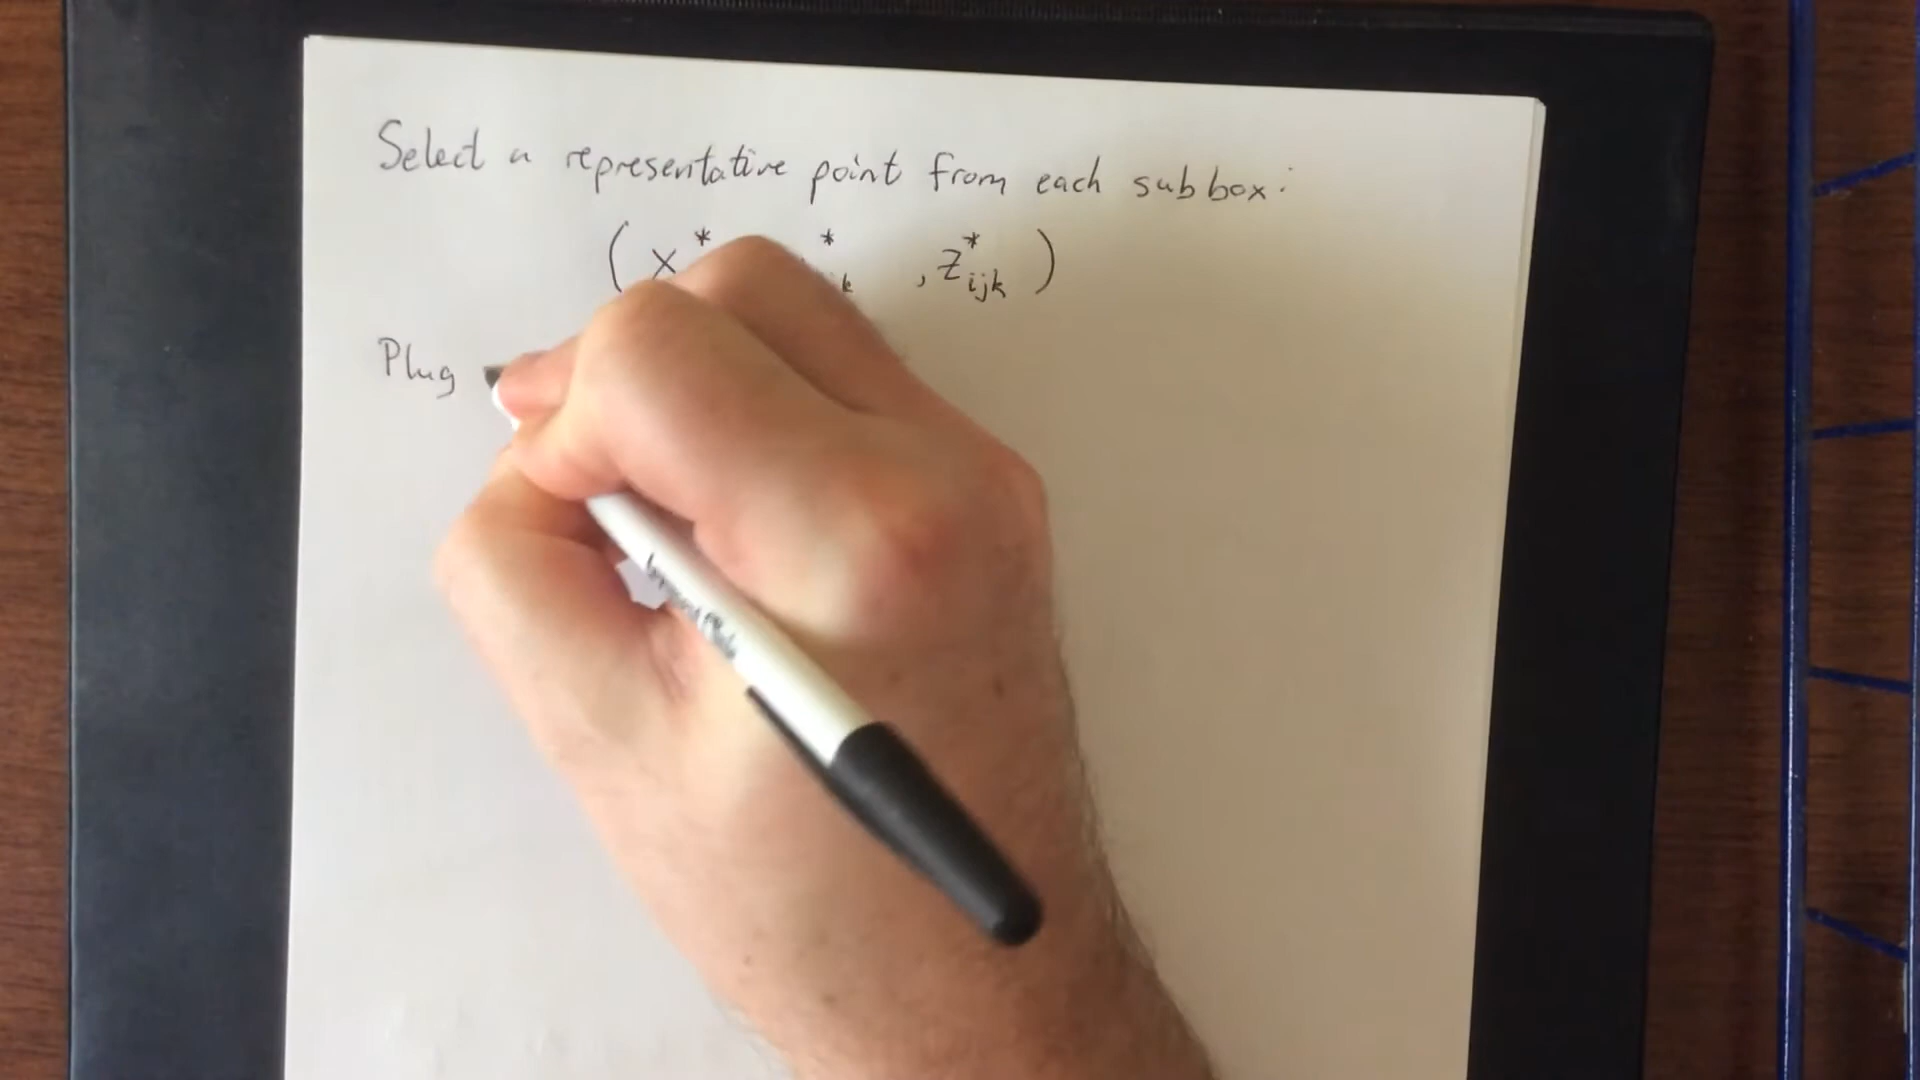 Select a representative point from each subbox:
( x * * k , z*ijk )
Plug